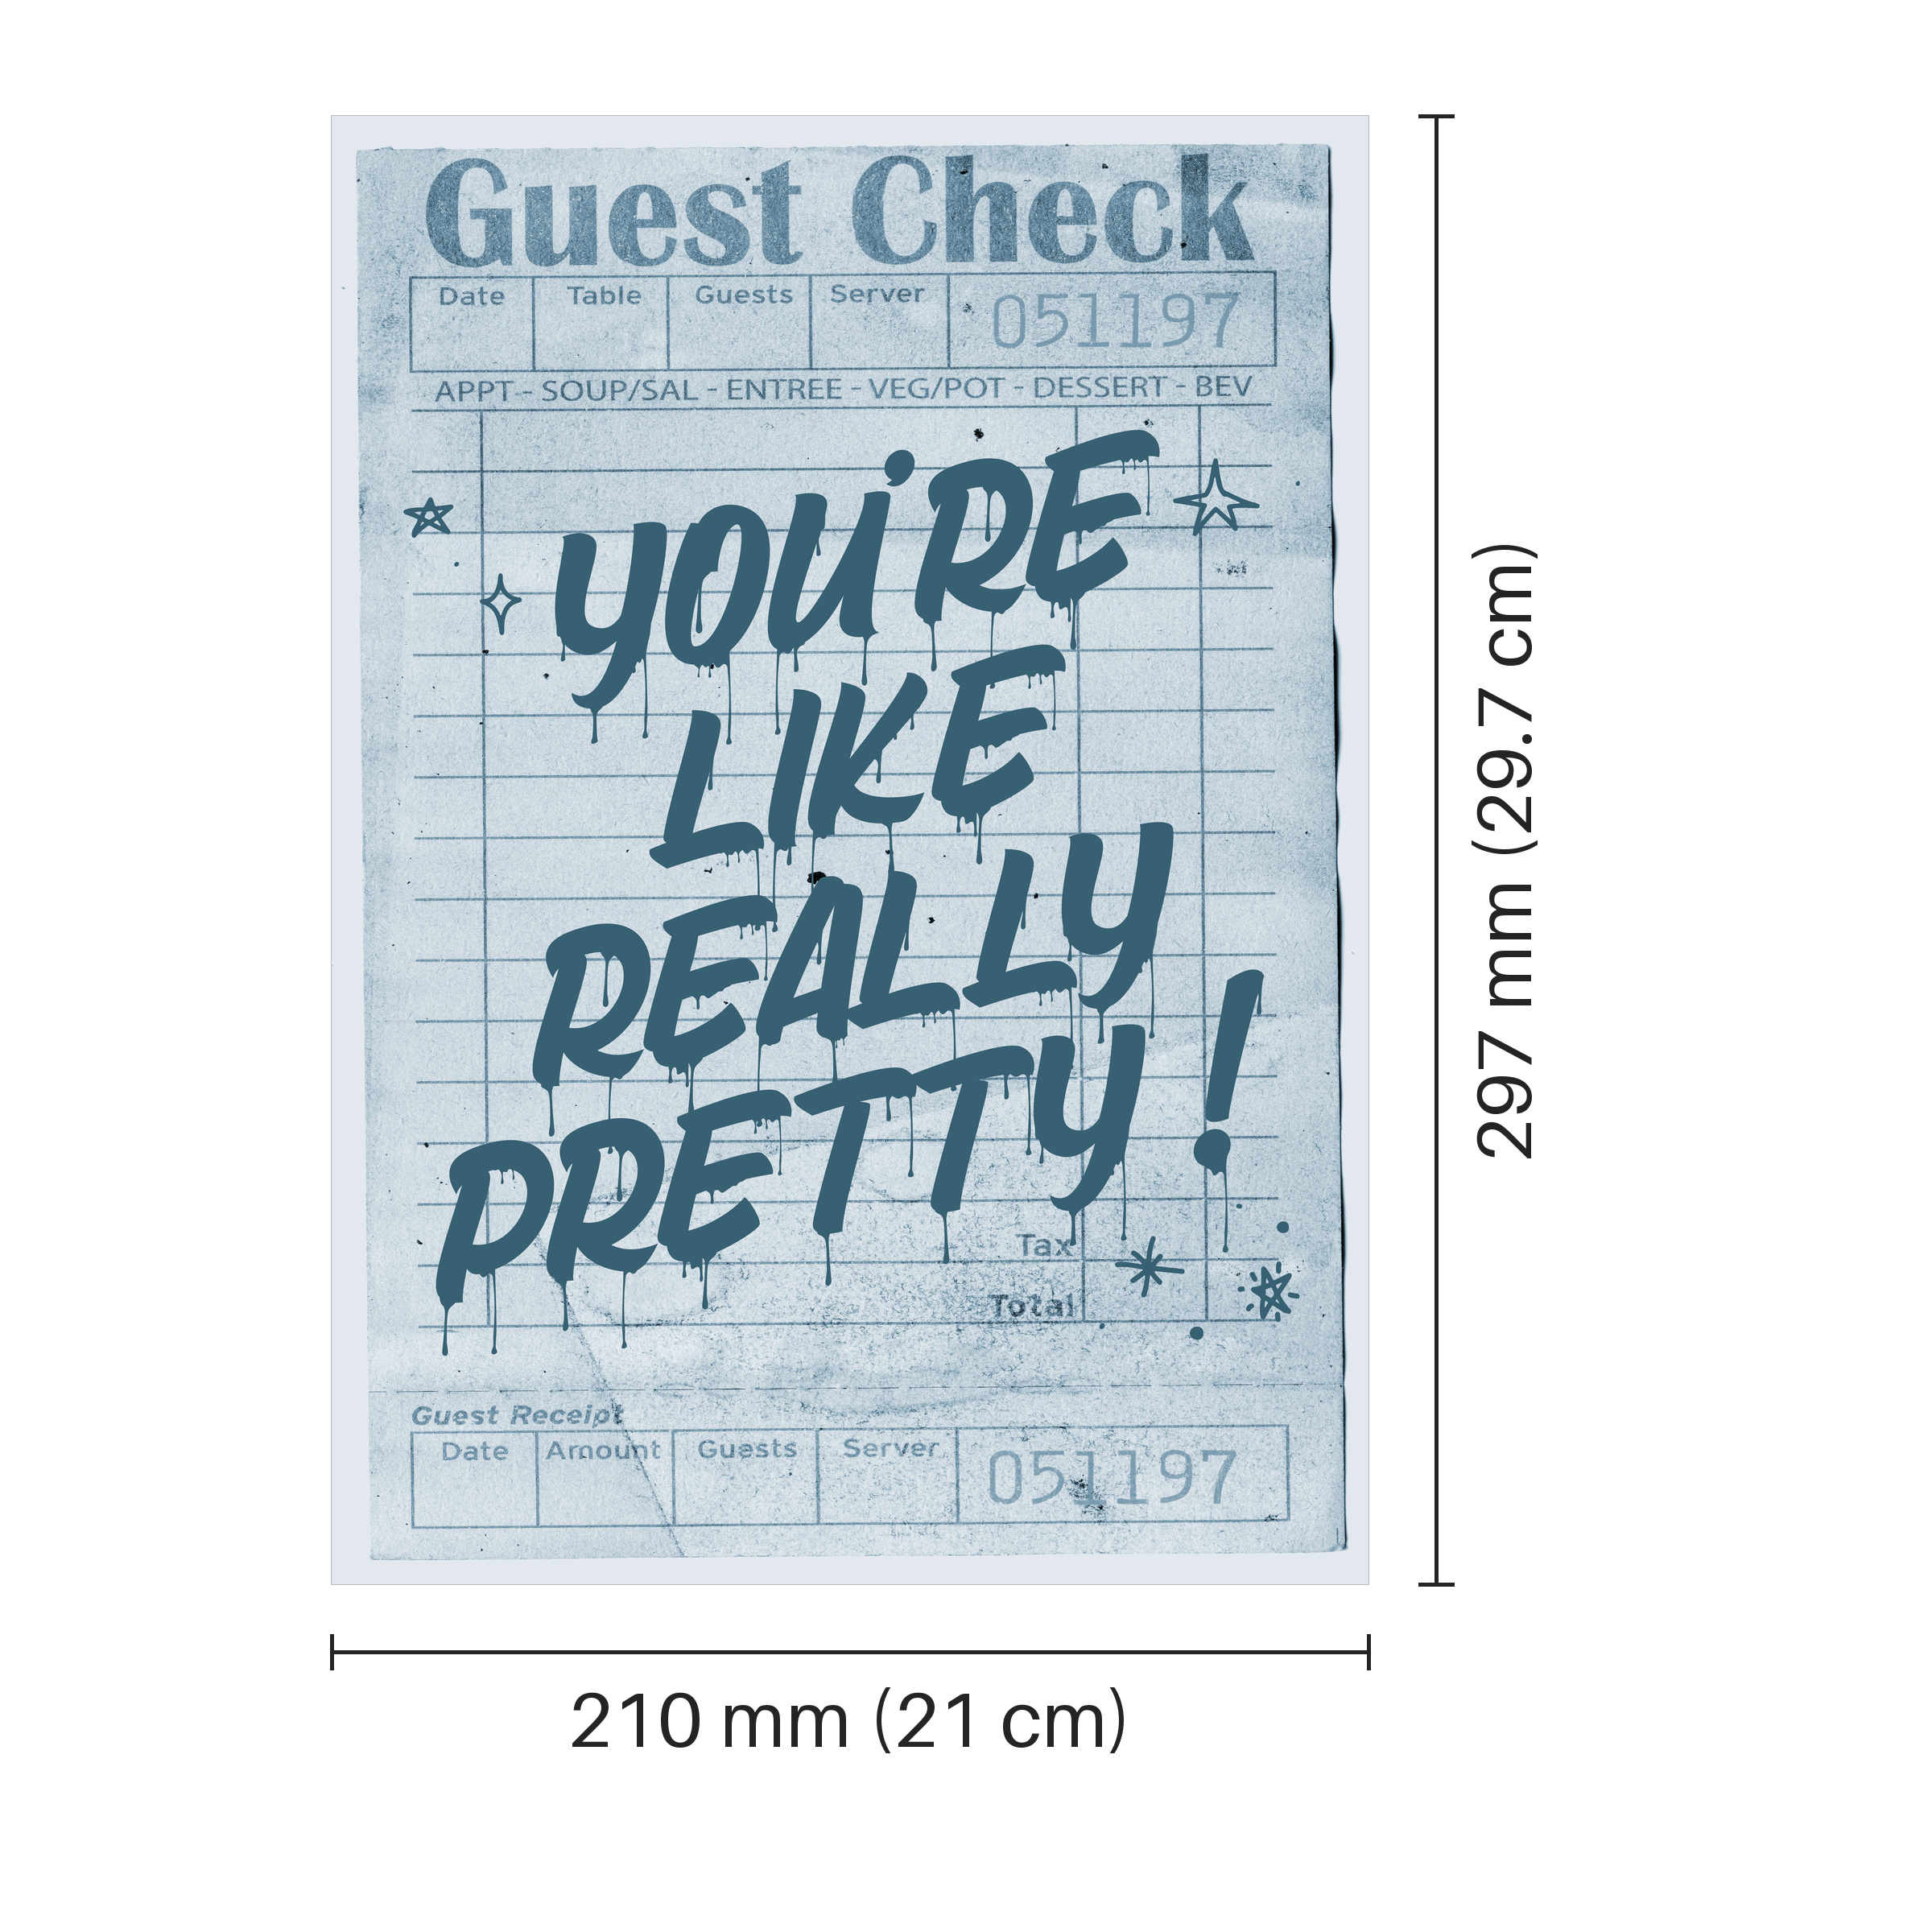 Guest Check
Date Table Guests Server 051197
APPT - SOUP/SAL - ENTREE - VEG/POT - DESSERT - BEV
YOU'RE
LIKE
REALLY
PRETTY!
Tax
Total
Guest Receipt
Date Amount Guests Server 051197
297 mm (29.7 cm)
210 mm (21 cm)